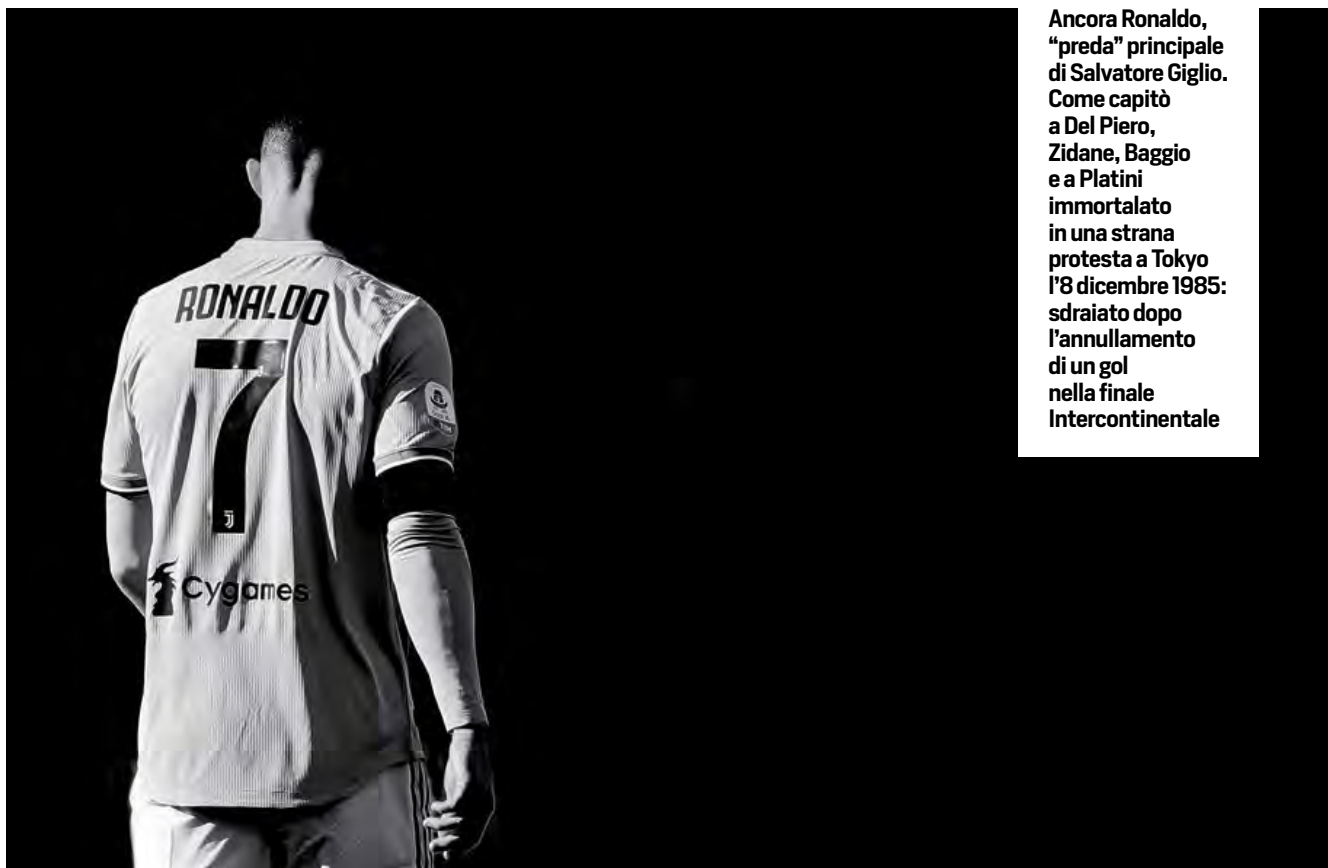 RONALDO
7
Cygames
Ancora Ronaldo,
“preda” principale
di Salvatore Giglio.
Come capitò
a Del Piero,
Zidane, Baggio
e a Platini
immortalato
in una strana
protesta a Tokyo
l’8 dicembre 1985:
sdraiato dopo
l’annullamento
di un gol
nella finale
Intercontinentale